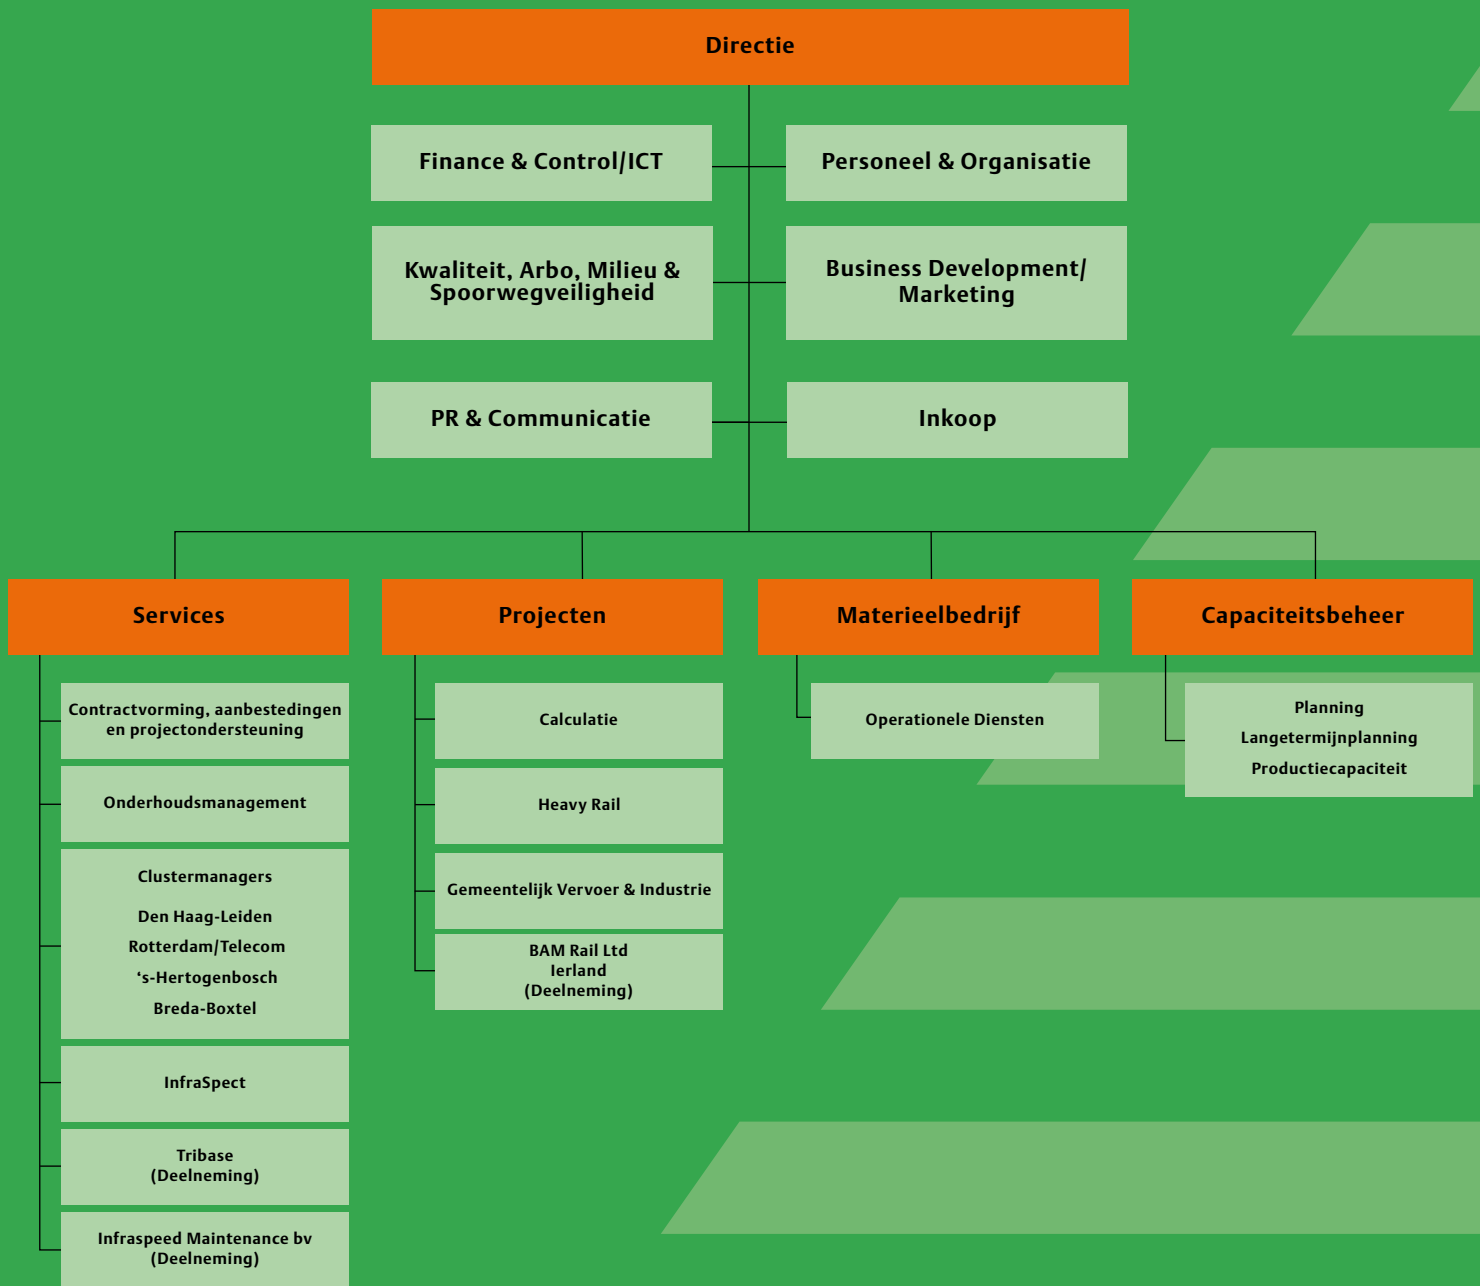 Directie
Finance & Control/ICT
Personeel & Organisatie
Kwaliteit, Arbo, Milieu &
Spoorwegveiligheid
Business Development/
Marketing
PR & Communicatie
Inkoop
Services
Projecten
Materieelbedrijf
Capaciteitsbeheer
Contractvorming, aanbestedingen
en projectondersteuning
Onderhoudsmanagement
Clustermanagers
Den Haag-Leiden
Rotterdam/Telecom
‘s-Hertogenbosch
Breda-Boxtel
InfraSpect
Tribase
(Deelneming)
Infraspeed Maintenance bv
(Deelneming)
Calculatie
Heavy Rail
Gemeentelijk Vervoer & Industrie
BAM Rail Ltd
Ierland
(Deelneming)
Operationele Diensten
Planning
Langetermijnplanning
Productiecapaciteit